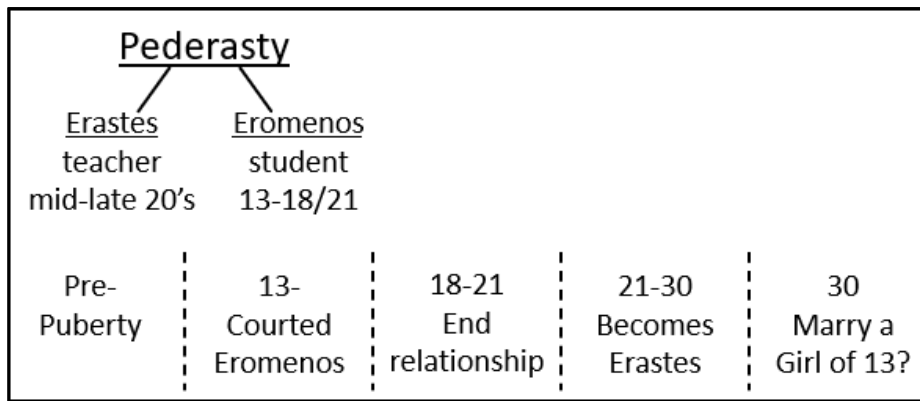 Pederasty
Erastes
teacher
mid-late 20's
Eromenos
student
13-18/21
Pre-
Puberty
13-
Courted
Eromenos
18-21
End
relationship
21-30
Becomes
Erastes
30
Marry a
Girl of 13?